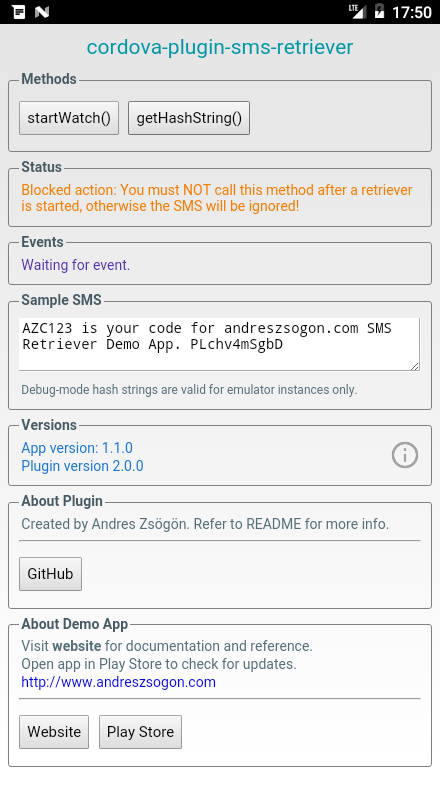 LTE 17:50
cordova-plugin-sms-retriever
Methods
startWatch() getHashString()
Status
Blocked action: You must NOT call this method after a retriever
is started, otherwise the SMS will be ignored!
Events
Waiting for event.
Sample SMS
AZC123 is your code for andreszsogon.com SMS
Retriever Demo App. PLchv4mSgbD
Debug-mode hash strings are valid for emulator instances only.
Versions
App version: 1.1.0
Plugin version 2.0.0
About Plugin
Created by Andres Zsögön. Refer to README for more info.
GitHub
About Demo App
Visit website for documentation and reference.
Open app in Play Store to check for updates.
http://www.andreszsogon.com
Website Play Store